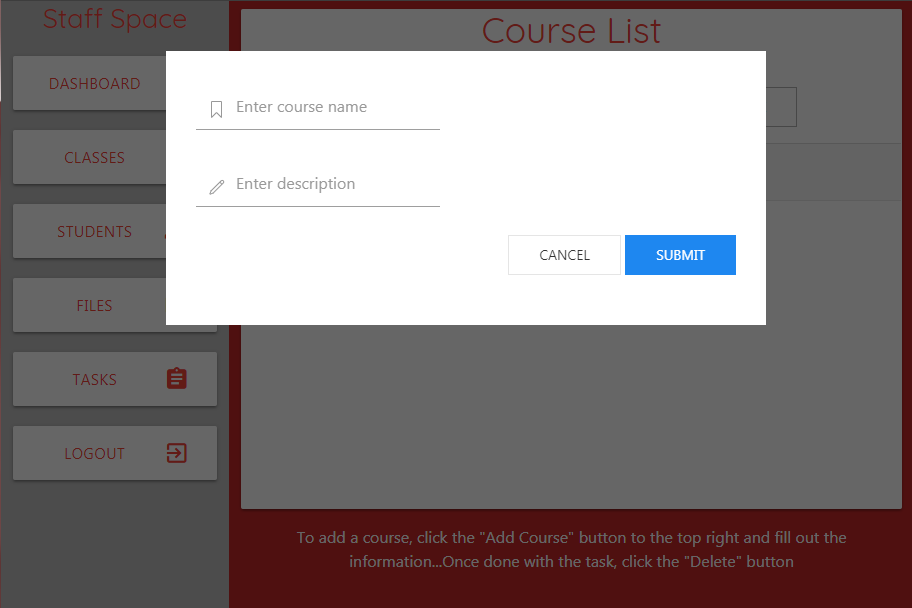 Staff Space
Course List
DASHBOARD
CLASSES
STUDENTS
FILES
TASKS
LOGOUT
Enter course name
Enter description
CANCEL
SUBMIT
To add a course, click the "Add Course" button to the top right and fill out the
information...Once done with the task, click the "Delete" button